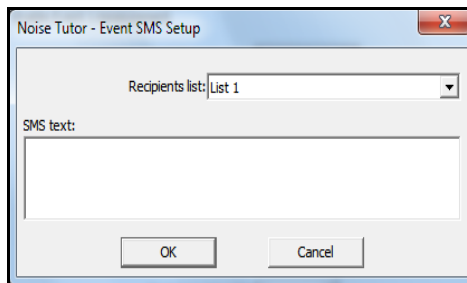 Noise Tutor - Event SMS Setup
Recipients list: List 1
SMS text:
OK Cancel